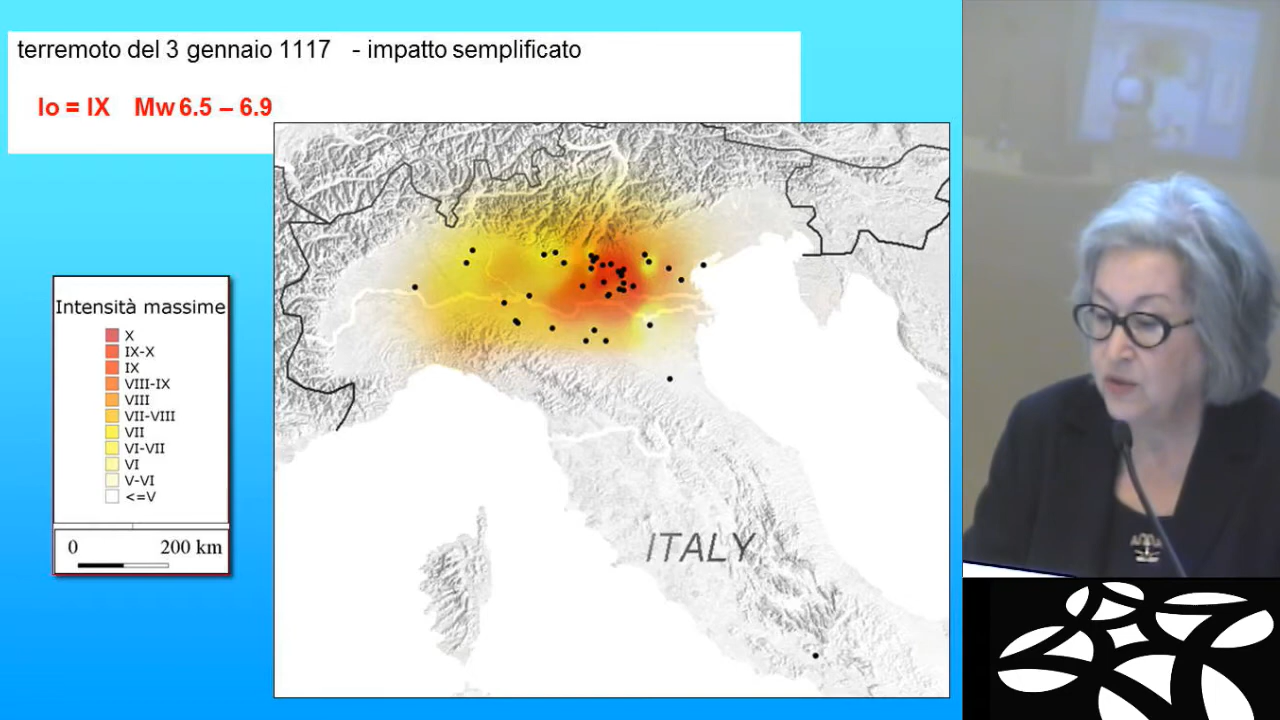 terremoto del 3 gennaio 1117 - impatto semplificato
Io = IX Mw 6.5 – 6.9
Intensità massime
X
IX-X
IX
VIII-IX
VIII
VII-VIII
VII
VI-VII
VI
V-VI
<=V
0 200 km
ITALY